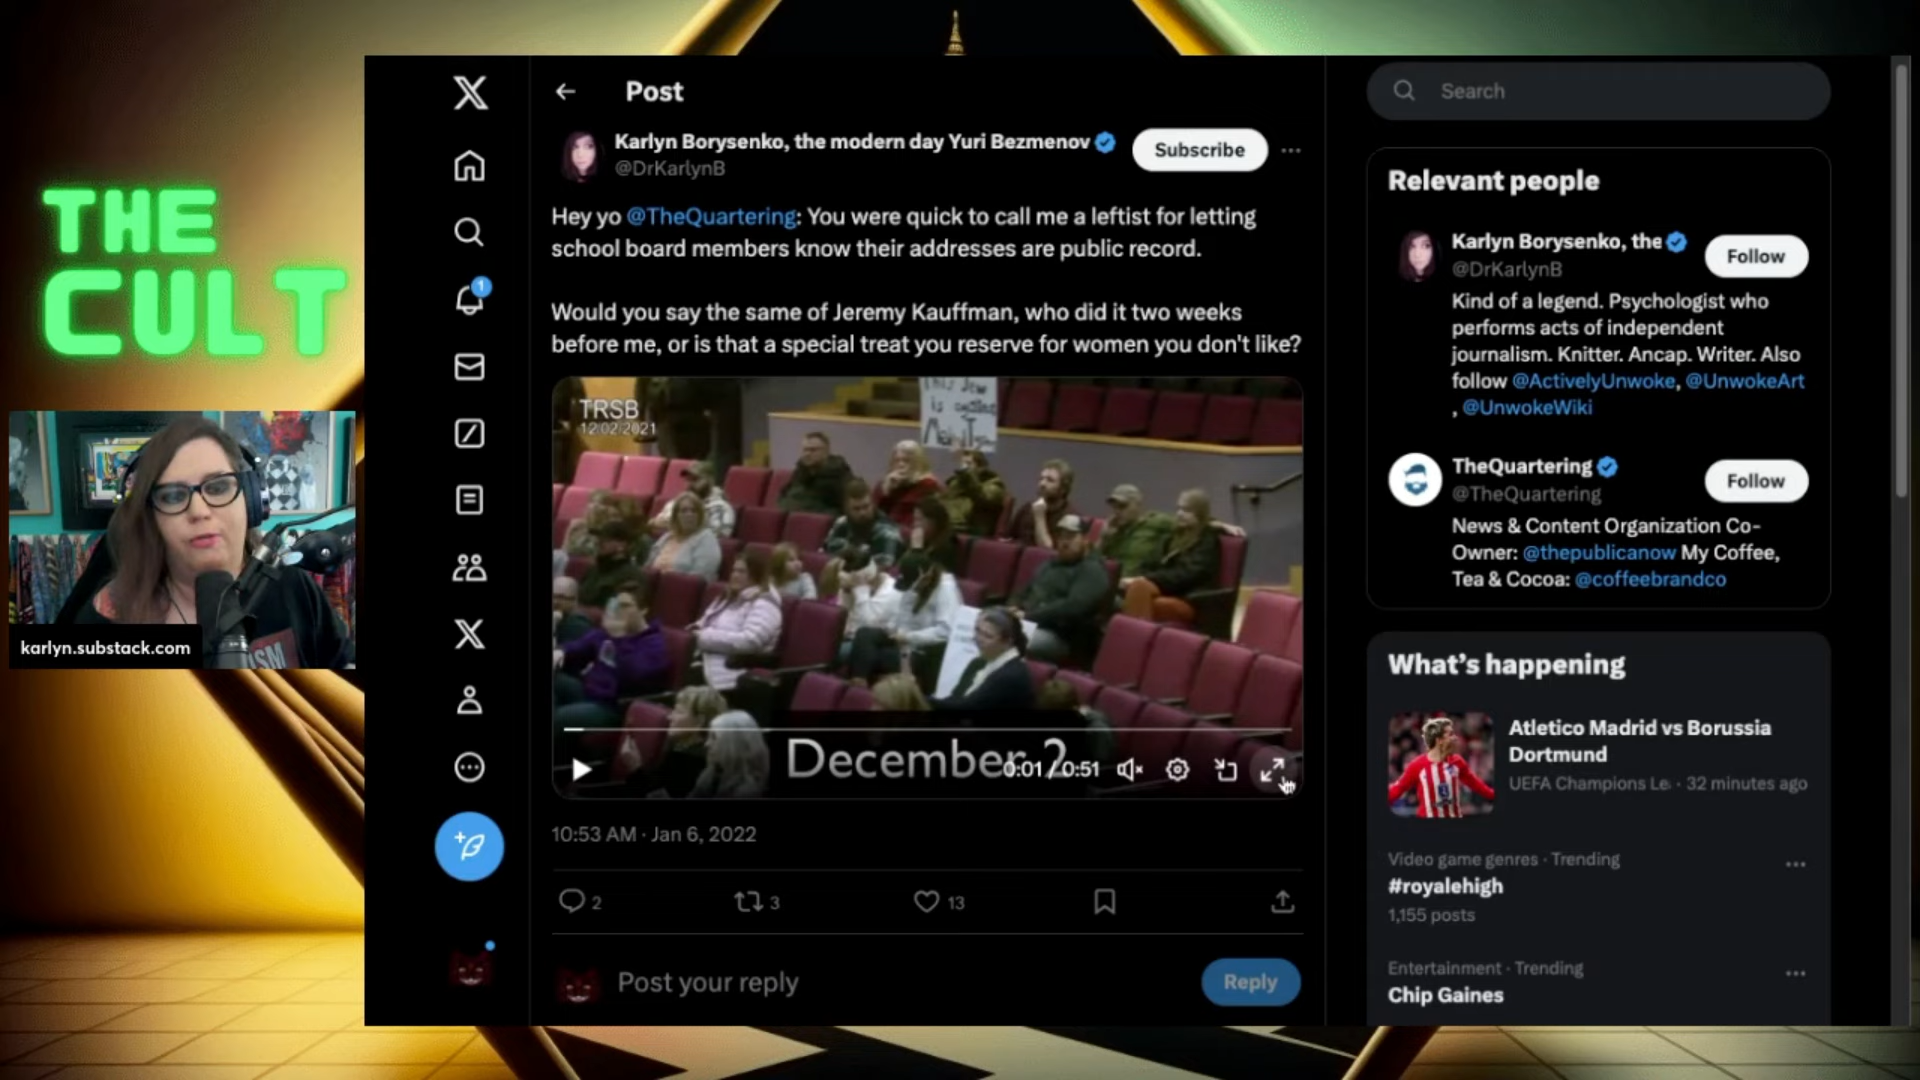 THE
CULT
karlyn.substack.com
Post
Karlyn Borysenko, the modern day Yuri Bezmenov
@DrKarlynB
Subscribe
Hey yo @TheQuartering: You were quick to call me a leftist for letting
school board members know their addresses are public record.
Would you say the same of Jeremy Kauffman, who did it two weeks
before me, or is that a special treat you reserve for women you don't like?
TRSB
12.02.2021
This Jew
is
December 2
0:01 / 0:51
10:53 AM · Jan 6, 2022
2
3
13
Post your reply
Reply
1
Search
Relevant people
Karlyn Borysenko, the
@DrKarlynB
Follow
Kind of a legend. Psychologist who
performs acts of independent
journalism. Knitter. Ancap. Writer. Also
follow @ActivelyUnwoke, @UnwokeArt
, @UnwokeWiki
TheQuartering
@TheQuartering
Follow
News & Content Organization Co-
Owner: @thepublicanow My Coffee,
Tea & Cocoa: @coffeebrandco
What's happening
Atletico Madrid vs Borussia
Dortmund
UEFA Champions Le · 32 minutes ago
Video game genres · Trending
#royalehigh
1,155 posts
Entertainment · Trending
Chip Gaines